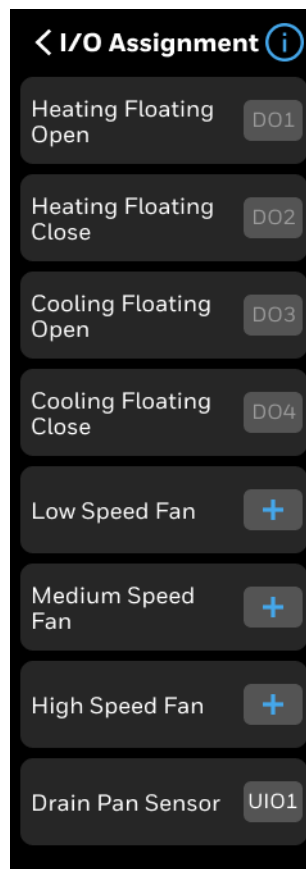 I/O Assignment
Heating Floating
Open
DO1
Heating Floating
Close
DO2
Cooling Floating
Open
DO3
Cooling Floating
Close
DO4
Low Speed Fan
Medium Speed
Fan
High Speed Fan
Drain Pan Sensor
UIO1